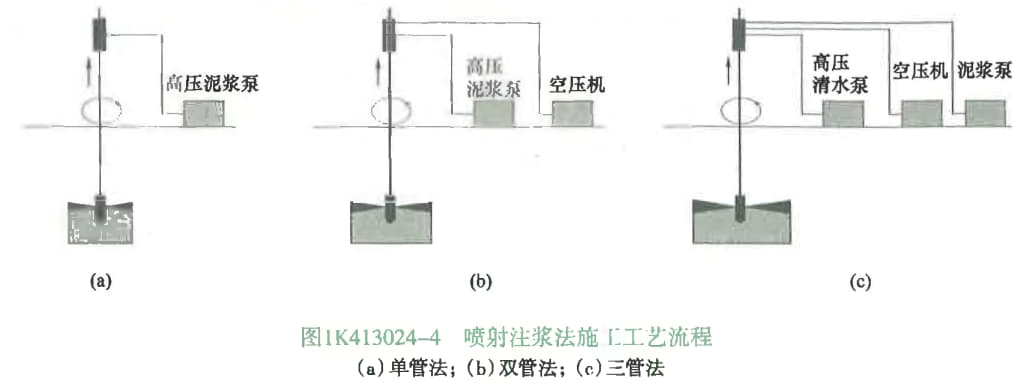 高压泥浆泵
高压
泥浆泵
空压机
高压
清水泵
空压机
泥浆泵
(a)
(b)
(c)
图1K413024-4 喷射注浆法施工工艺流程
(a)单管法；(b)双管法；(c)三管法